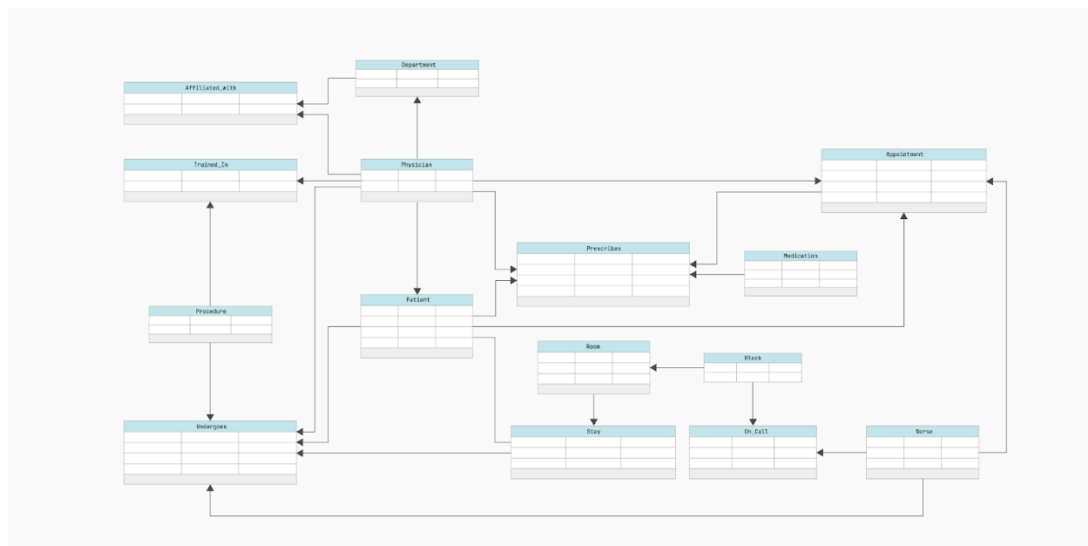 Department
Affiliated_with
Trained_In
Physician
Appointment
Prescribes
Medication
Patient
Procedure
Room
Block
Undergoes
Stay
On_Call
Nurse